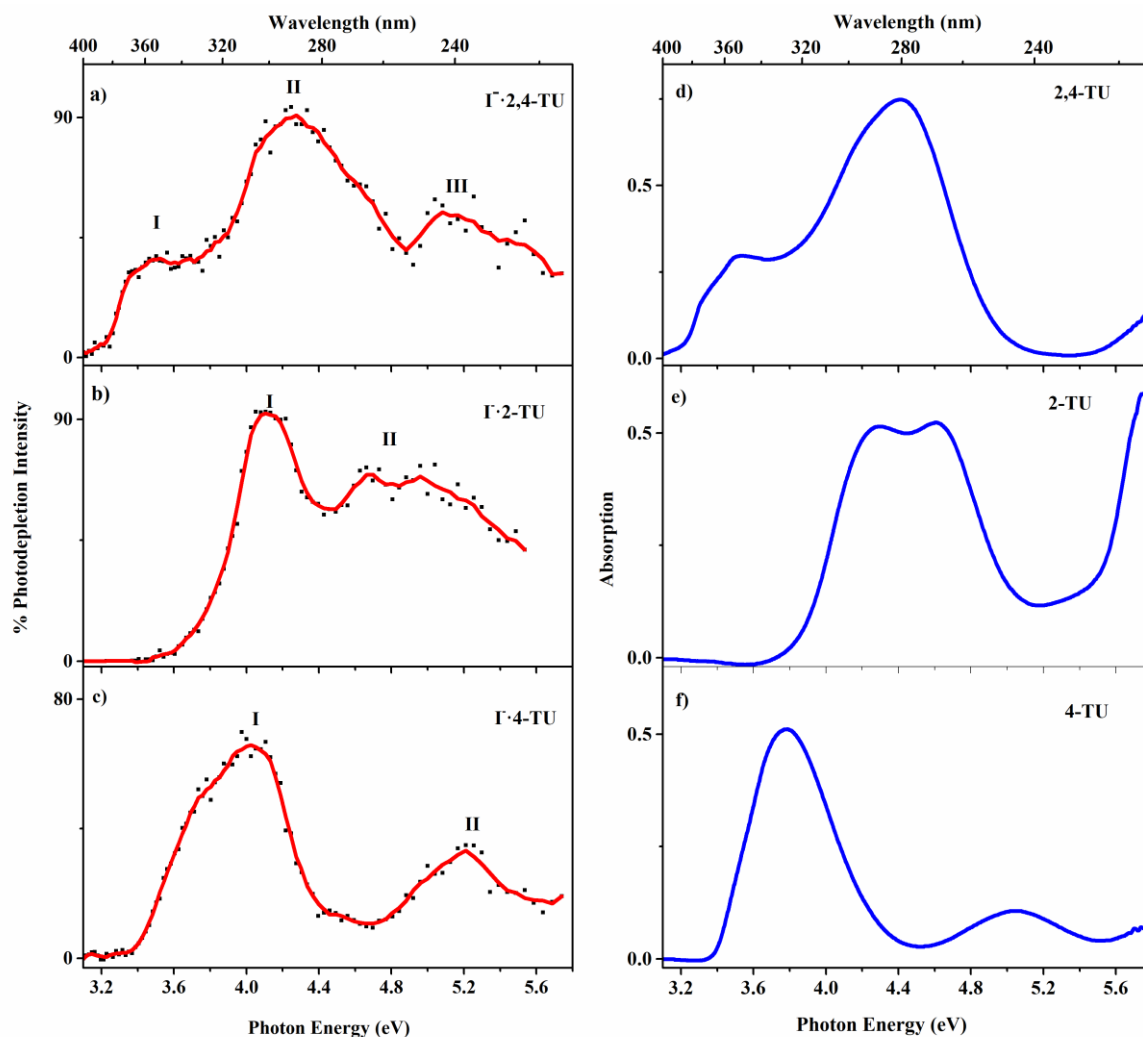 Wavelength (nm)
400 360 320 280 240
a)
I⁻·2,4-TU
I
II
III
90
0
b)
I⁻·2-TU
I
II
90
0
c)
I⁻·4-TU
I
II
80
0
3.2 3.6 4.0 4.4 4.8 5.2 5.6
Photon Energy (eV)
% Photodepletion Intensity
Wavelength (nm)
400 360 320 280 240
d)
2,4-TU
0.5
0.0
e)
2-TU
0.5
0.0
f)
4-TU
0.5
0.0
3.2 3.6 4.0 4.4 4.8 5.2 5.6
Photon Energy (eV)
Absorption